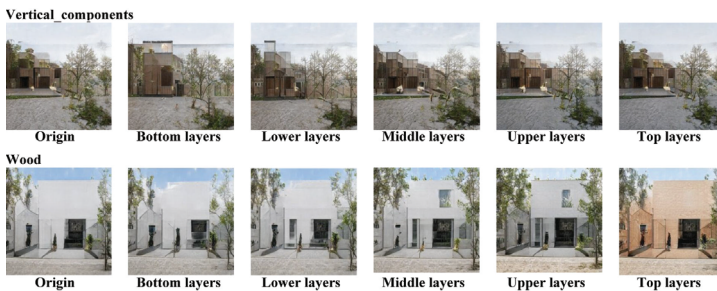 Vertical_components
Origin Bottom layers Lower layers Middle layers Upper layers Top layers
Wood
Origin Bottom layers Lower layers Middle layers Upper layers Top layers